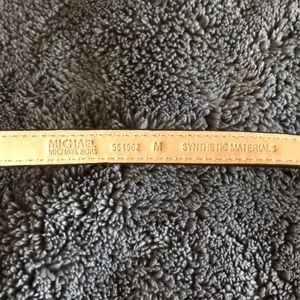 MICHAEL
MICHAEL KORS
551562 M SYNTHETIC MATERIALS